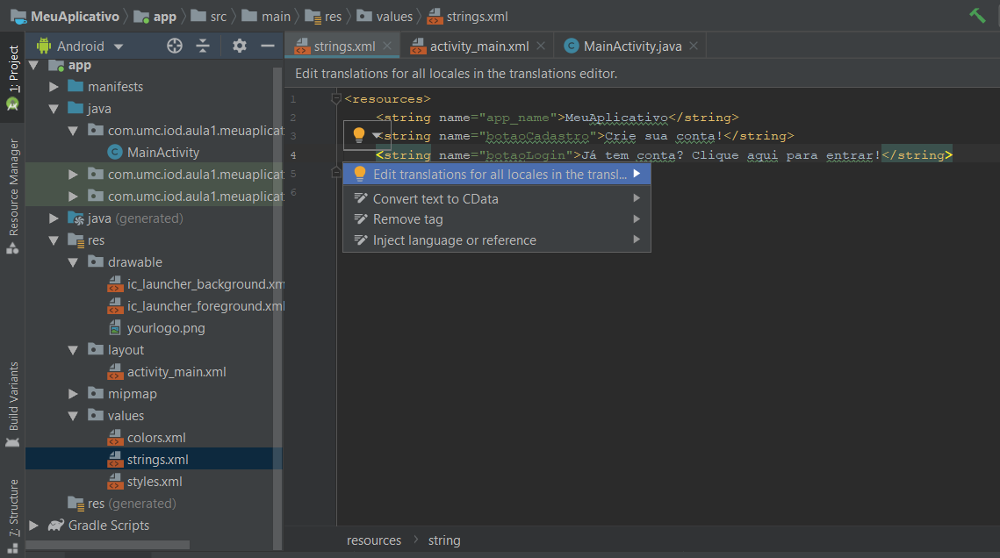 MeuAplicativo app src main res values strings.xml
Android
strings.xml activity_main.xml MainActivity.java
1: Project
Resource Manager
Build Variants
7: Structure
app
manifests
java
com.umc.iod.aula1.meuaplicat
MainActivity
com.umc.iod.aula1.meuaplicat
com.umc.iod.aula1.meuaplicat
java (generated)
res
drawable
ic_launcher_background.xm
ic_launcher_foreground.xml
yourlogo.png
layout
activity_main.xml
mipmap
values
colors.xml
strings.xml
styles.xml
res (generated)
Gradle Scripts
Edit translations for all locales in the translations editor.
1 <resources>
2 <string name="app_name">MeuAplicativo</string>
3 <string name="botaoCadastro">Crie sua conta!</string>
4 <string name="botaoLogin">Já tem conta? Clique aqui para entrar!</string>
5
6
Edit translations for all locales in the transl...
Convert text to CData
Remove tag
Inject language or reference
resources string